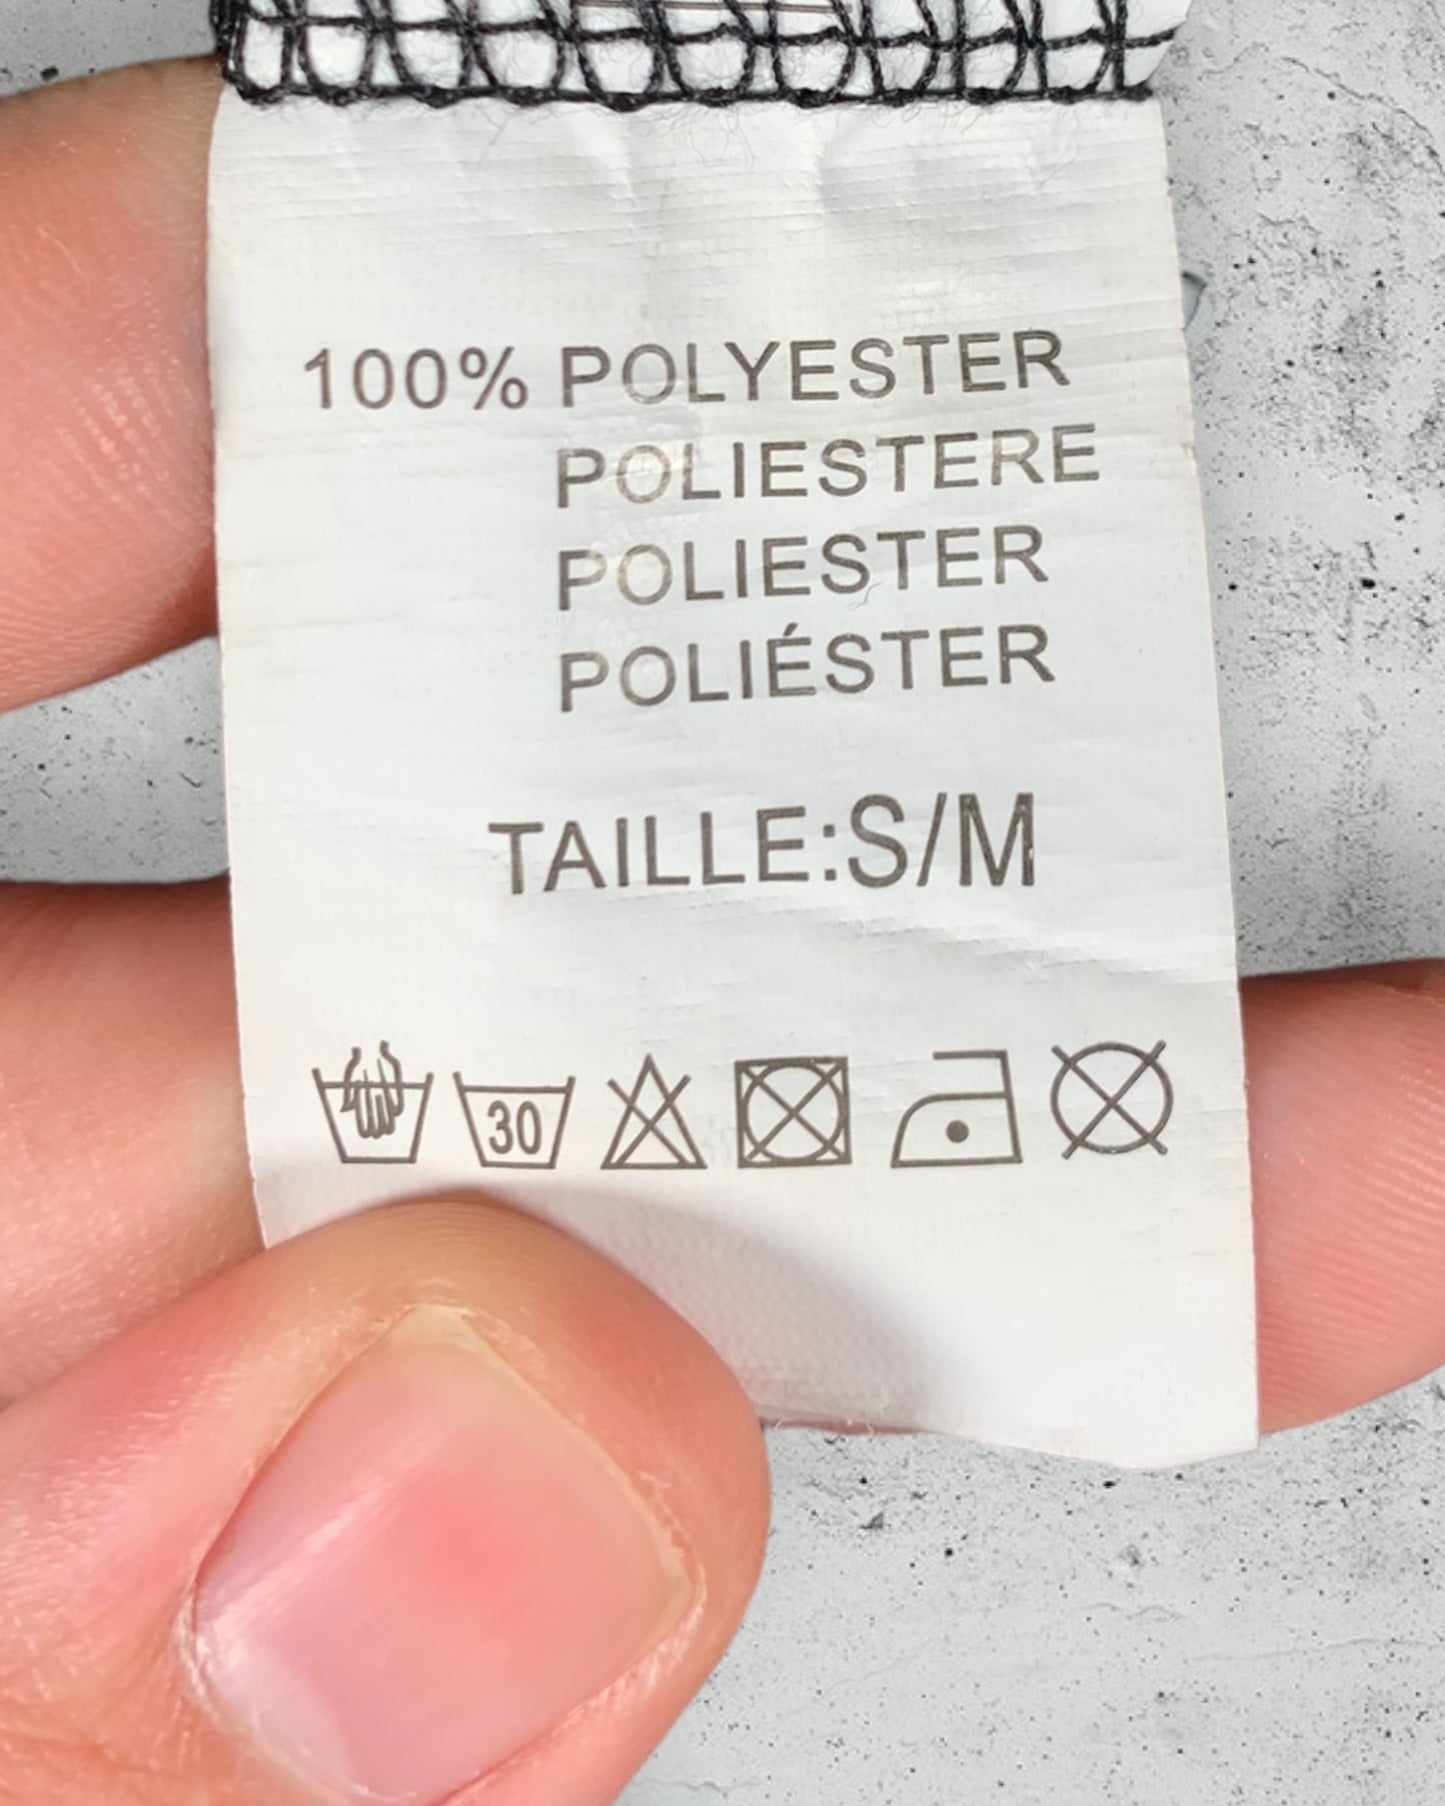 100% POLYESTER
POLIESTERE
POLIESTER
POLIÉSTER
TAILLE:S/M
30